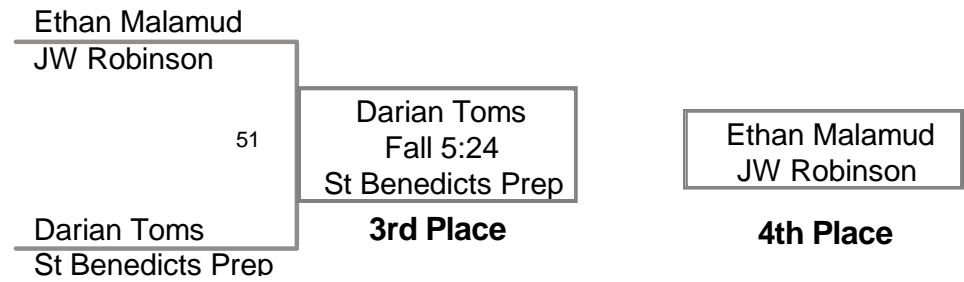 Ethan Malamud
JW Robinson
51
Darian Toms
St Benedicts Prep
Darian Toms
Fall 5:24
St Benedicts Prep
3rd Place
Ethan Malamud
JW Robinson
4th Place